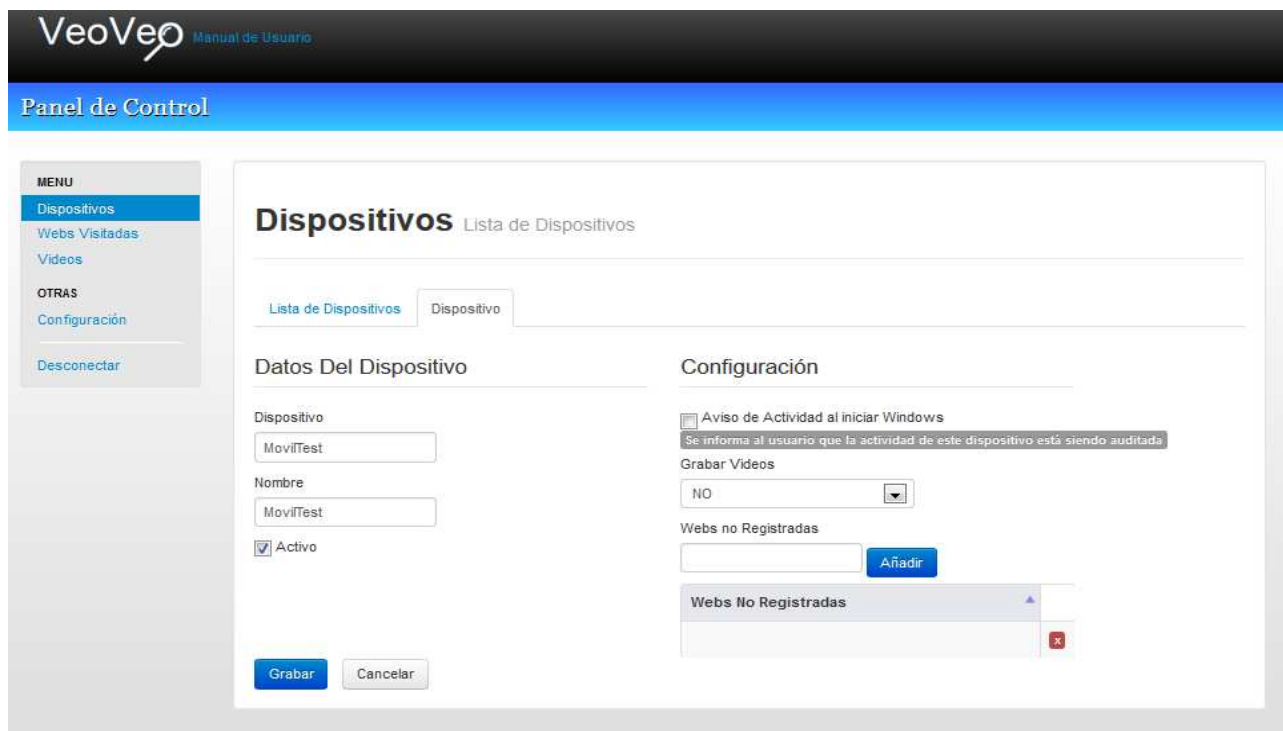 VeoVeo Manual de Usuario
Panel de Control
MENU
Dispositivos
Webs Visitadas
Videos
OTRAS
Configuración
Desconectar
Dispositivos Lista de Dispositivos
Lista de Dispositivos Dispositivo
Datos Del Dispositivo
Dispositivo
MovilTest
Nombre
MovilTest
Activo
Grabar Cancelar
Configuración
Aviso de Actividad al iniciar Windows
Se informa al usuario que la actividad de este dispositivo está siendo auditada
Grabar Videos
NO
Webs no Registradas
Añadir
Webs No Registradas
x